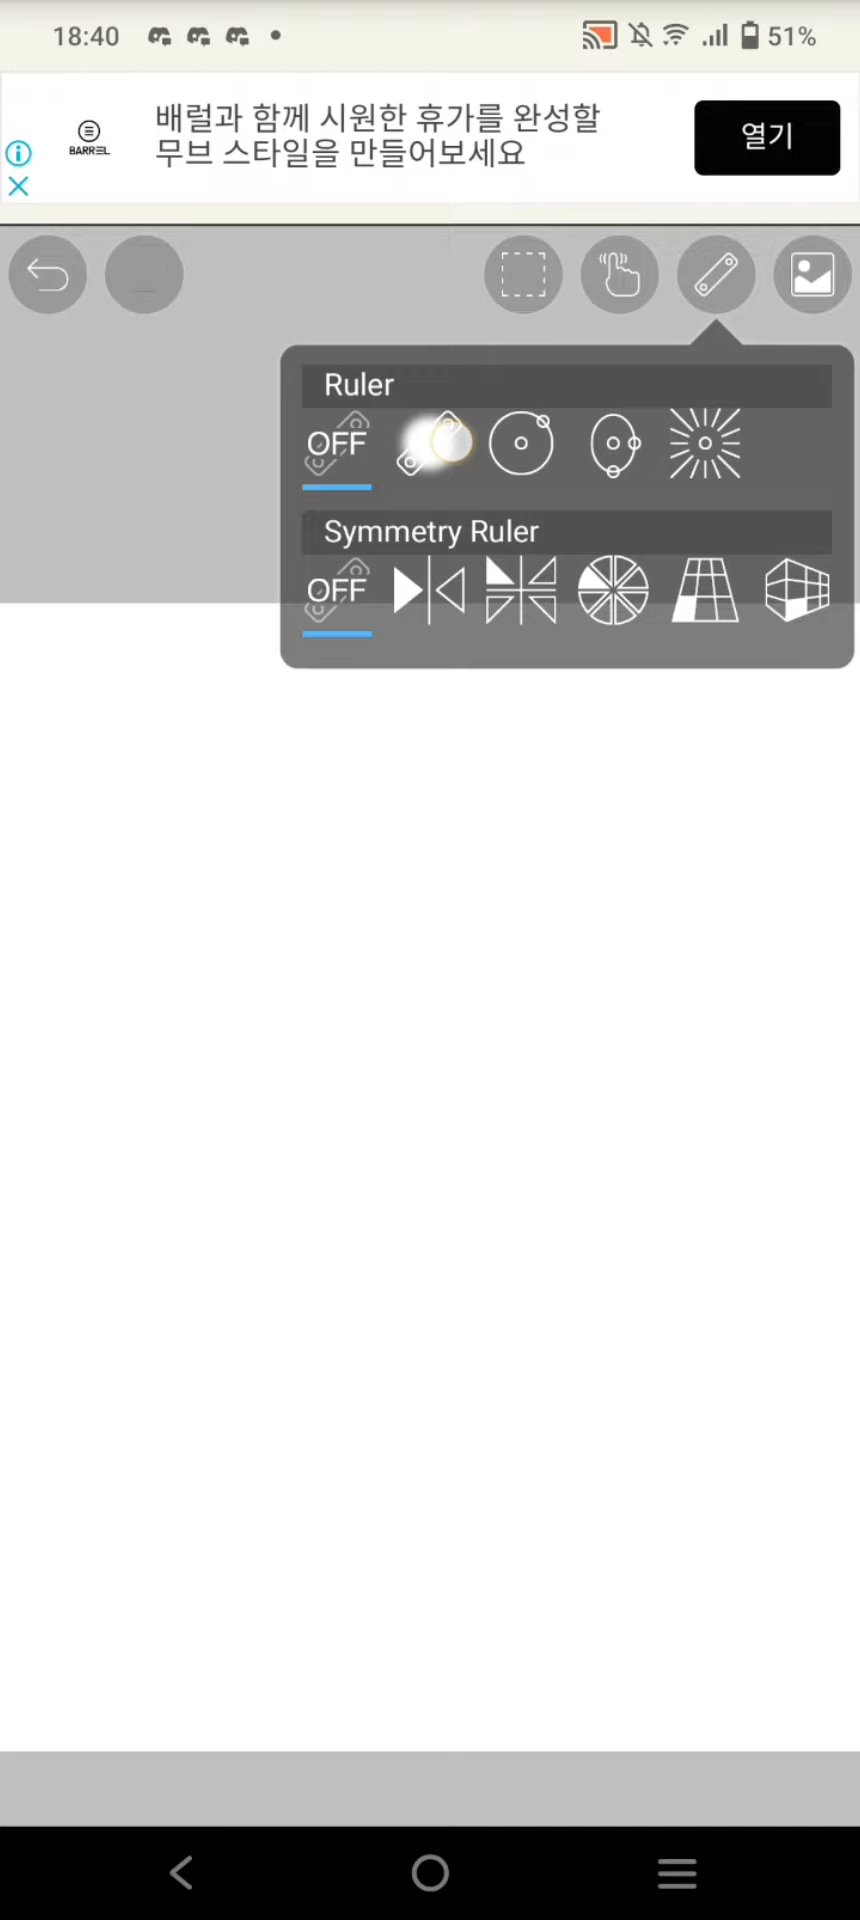 18:40
51%
배럴과 함께 시원한 휴가를 완성할
무브 스타일을 만들어보세요
BARREL
열기
Ruler
OFF
Symmetry Ruler
OFF